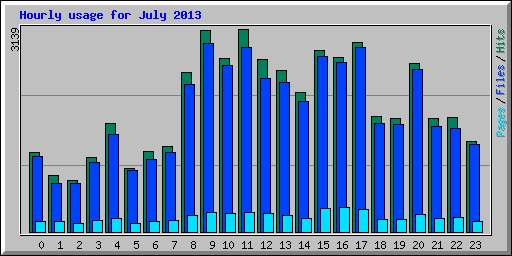 Hourly usage for July 2013
3139
Pages/Files/Hits
0 1 2 3 4 5 6 7 8 9 10 11 12 13 14 15 16 17 18 19 20 21 22 23